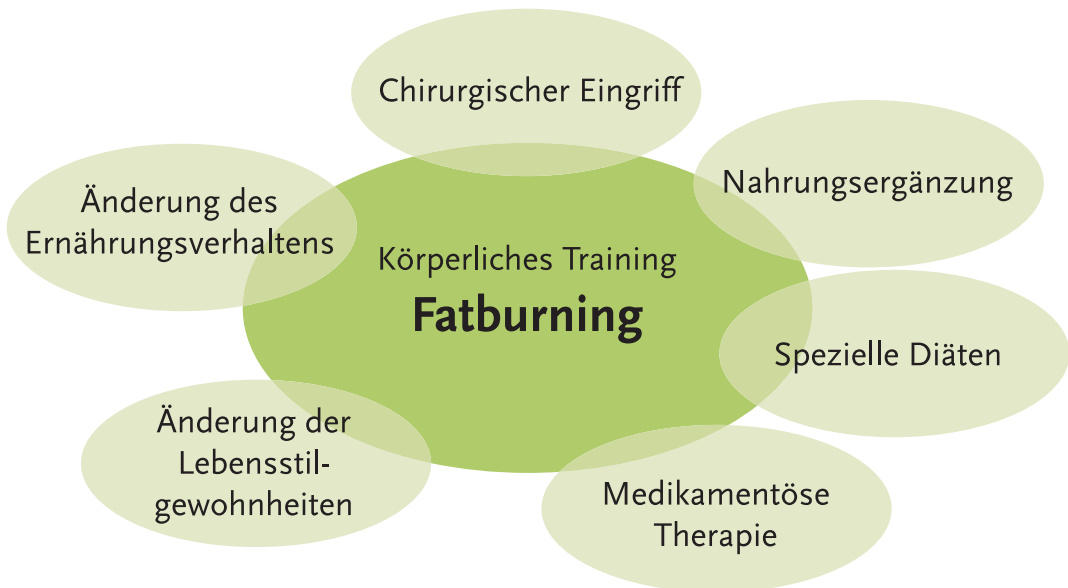 Chirurgischer Eingriff
Nahrungsergänzung
Änderung des
Ernährungsverhaltens
Körperliches Training
Fatburning
Spezielle Diäten
Änderung der
Lebensstil-
gewohnheiten
Medikamentöse
Therapie